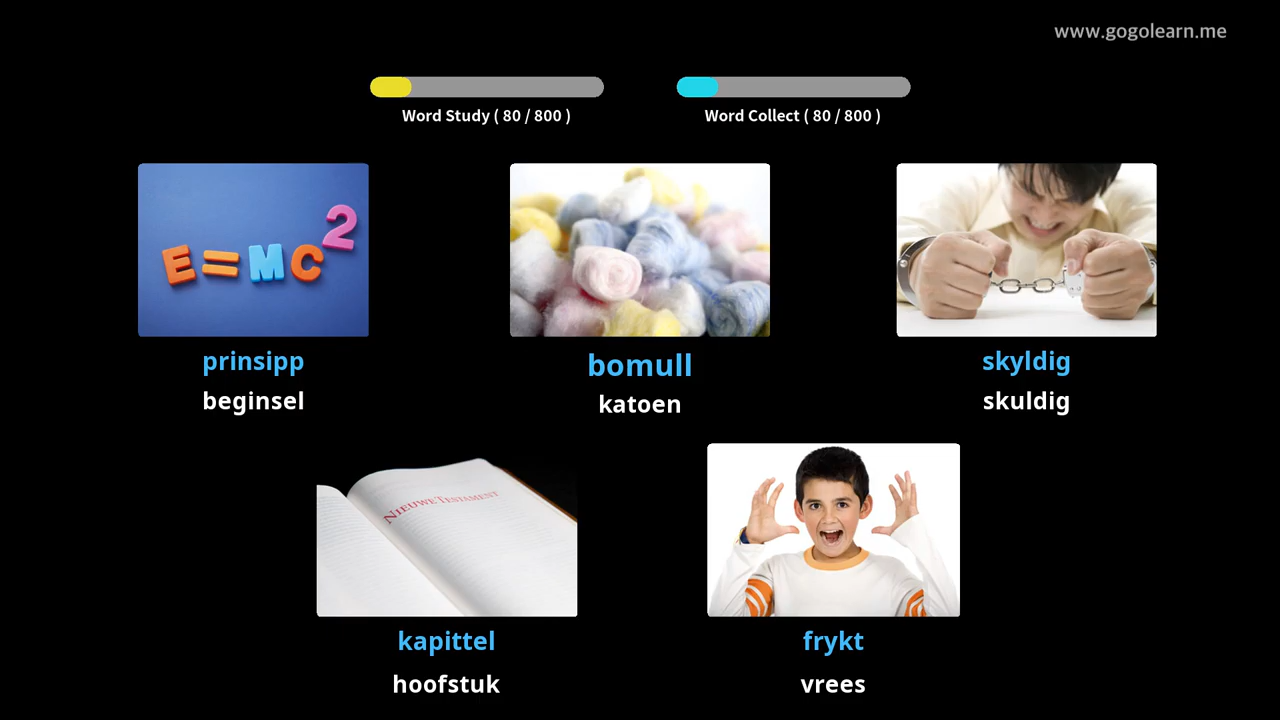 www.gogolearn.me
Word Study ( 80 / 800 )
Word Collect ( 80 / 800 )
E=MC²
prinsipp
beginsel
bomull
katoen
skyldig
skuldig
NIEUWE TESTAMENT
kapittel
hoofstuk
frykt
vrees